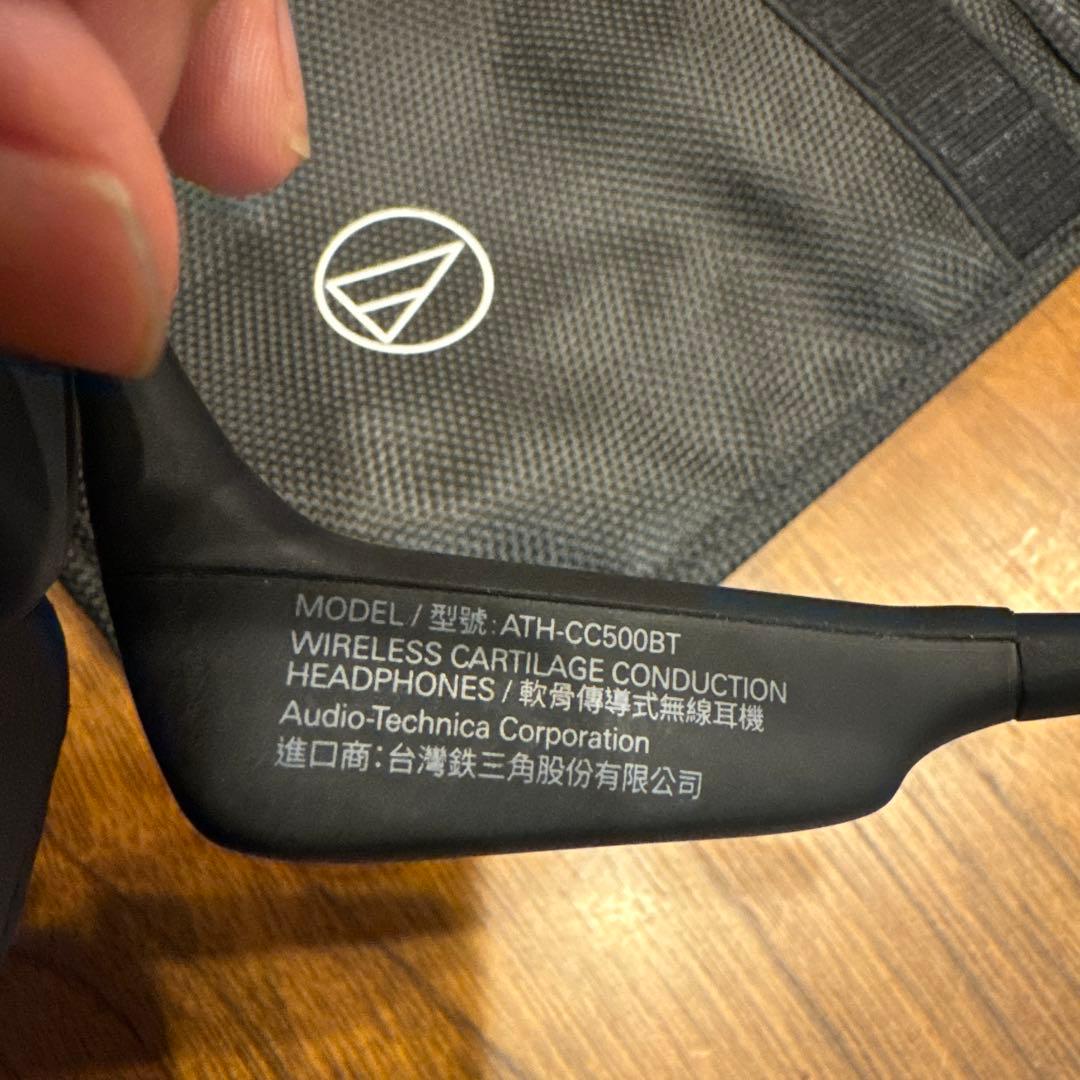 MODEL / 型號: ATH-CC500BT
WIRELESS CARTILAGE CONDUCTION
HEADPHONES / 軟骨傳導式無線耳機
Audio-Technica Corporation
進口商: 台灣鉄三角股份有限公司